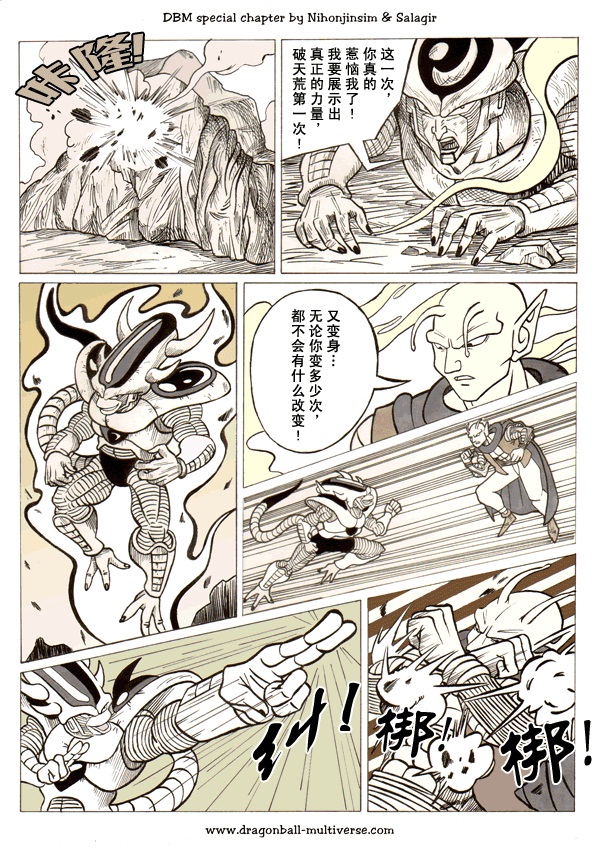 DBM special chapter by Nihonjinsim & Salagir
咔隆!
这一次，
你真的
惹恼我了！
我要展示出
真正的力量，
破天荒第一次！
又变身…
无论你变多少次，
都不会有什么改变！
纠！
梆！
梆！
www.dragonball-multiverse.com